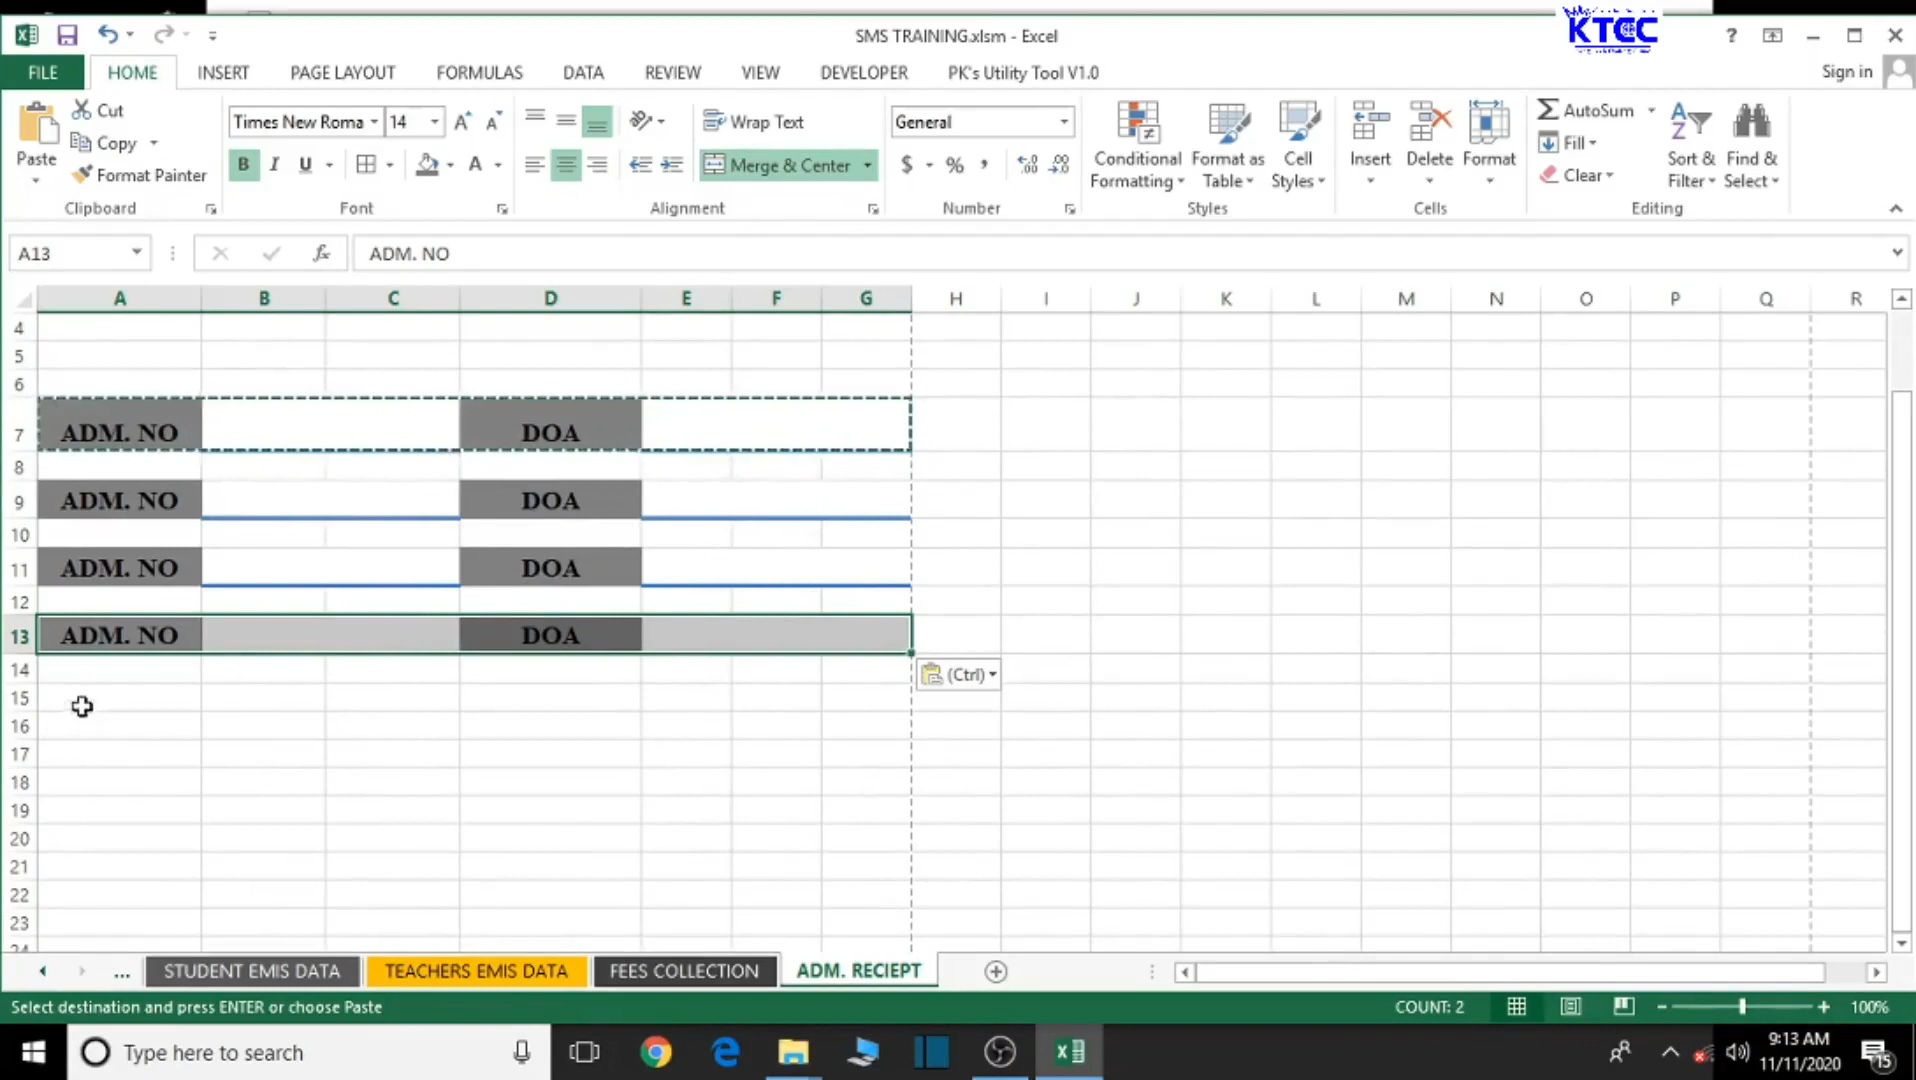 SMS TRAINING.xlsm - Excel
KTCC
?
FILE HOME INSERT PAGE LAYOUT FORMULAS DATA REVIEW VIEW DEVELOPER PK's Utility Tool V1.0 Sign in
Paste
Cut
Copy
Format Painter
Clipboard
Times New Roma 14
B I U A
Font
Wrap Text
Merge & Center
Alignment
General
$ % ,
Number
Conditional Formatting
Format as Table
Cell Styles
Styles
Insert Delete Format
Cells
AutoSum
Fill
Clear
Sort & Filter
Find & Select
Editing
A13 fx ADM. NO
A B C D E F G H I J K L M N O P Q R
4
5
6
7 ADM. NO DOA
8
9 ADM. NO DOA
10
11 ADM. NO DOA
12
13 ADM. NO DOA
14 (Ctrl)
15
16
17
18
19
20
21
22
23
24
... STUDENT EMIS DATA TEACHERS EMIS DATA FEES COLLECTION ADM. RECIEPT
Select destination and press ENTER or choose Paste COUNT: 2 100%
Type here to search 9:13 AM
11/11/2020 15